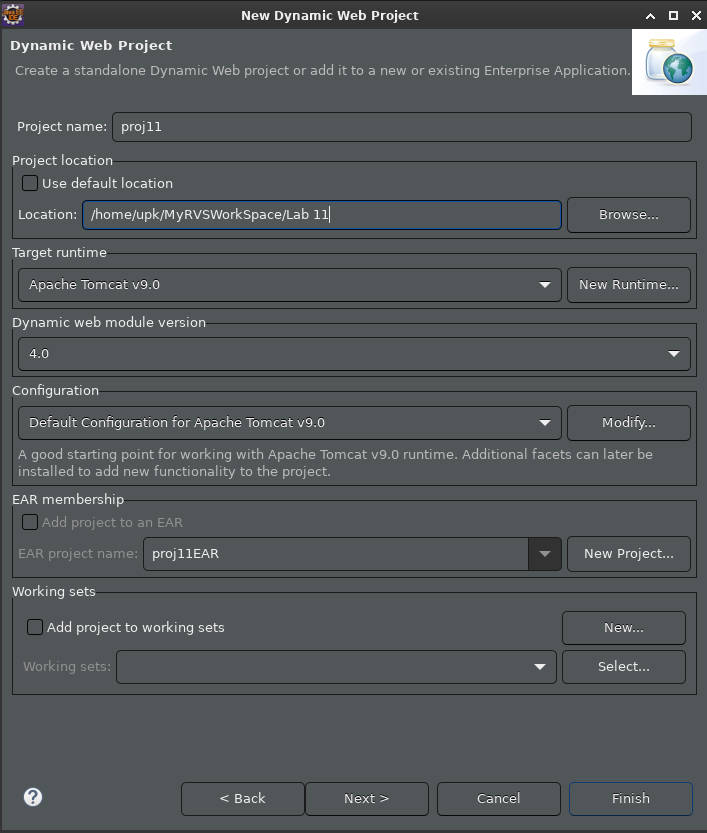 New Dynamic Web Project
Dynamic Web Project
Create a standalone Dynamic Web project or add it to a new or existing Enterprise Application.
Project name: proj11
Project location
Use default location
Location: /home/upk/MyRVSWorkSpace/Lab 11 Browse...
Target runtime
Apache Tomcat v9.0 New Runtime...
Dynamic web module version
4.0
Configuration
Default Configuration for Apache Tomcat v9.0 Modify...
A good starting point for working with Apache Tomcat v9.0 runtime. Additional facets can later be
installed to add new functionality to the project.
EAR membership
Add project to an EAR
EAR project name: proj11EAR New Project...
Working sets
Add project to working sets New...
Working sets: Select...
? < Back Next > Cancel Finish